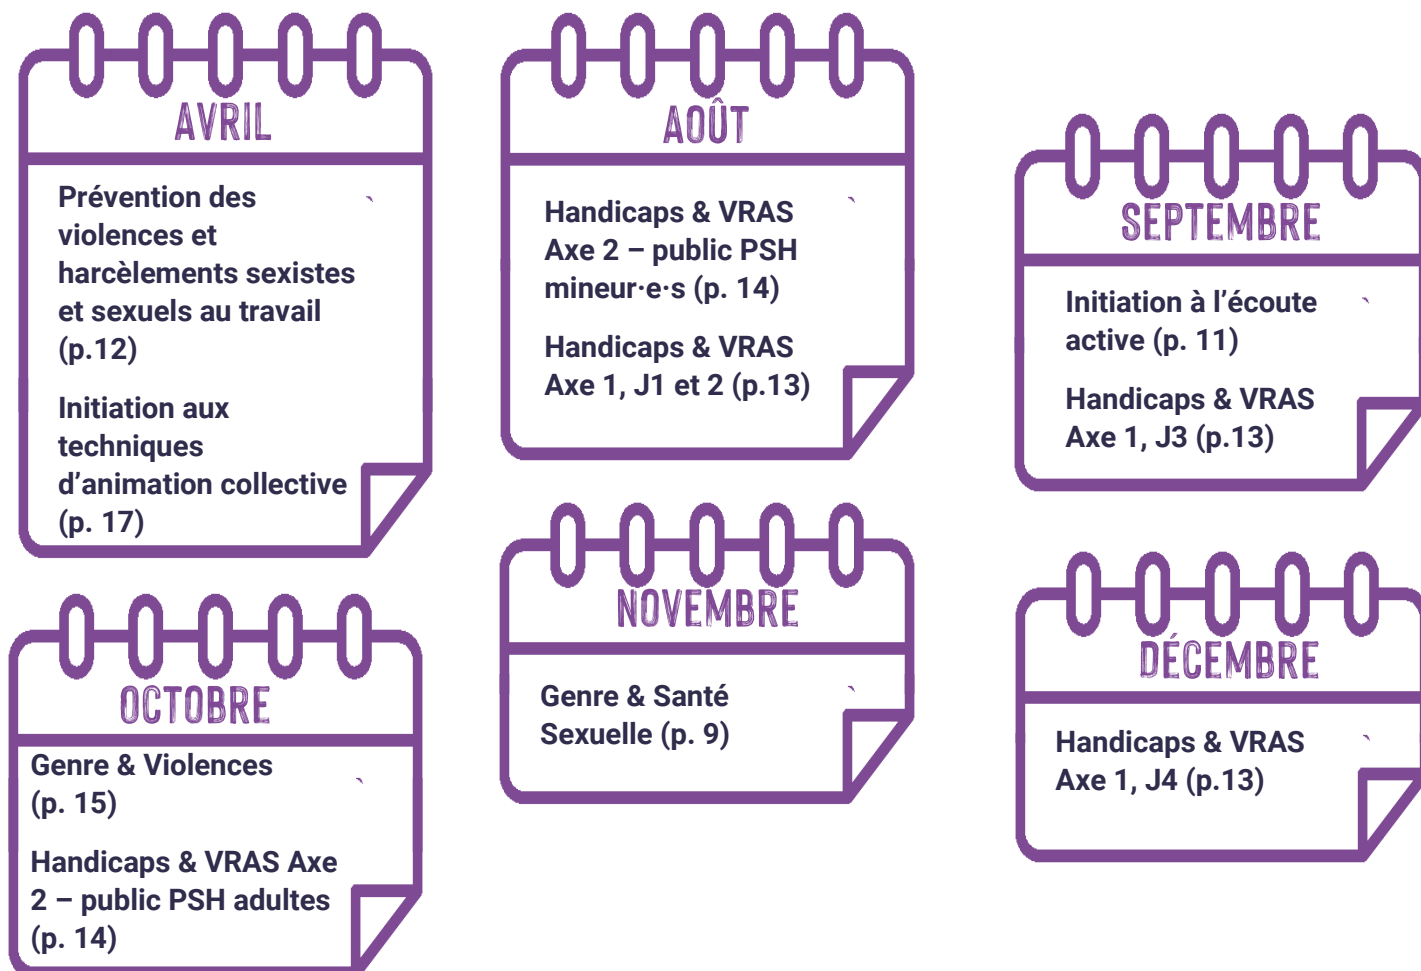 AVRIL
Prévention des
violences et
harcèlements sexistes
et sexuels au travail
(p.12)
Initiation aux
techniques
d’animation collective
(p. 17)
AOÛT
Handicaps & VRAS
Axe 2 – public PSH
mineur·e·s (p. 14)
Handicaps & VRAS
Axe 1, J1 et 2 (p.13)
SEPTEMBRE
Initiation à l’écoute
active (p. 11)
Handicaps & VRAS
Axe 1, J3 (p.13)
OCTOBRE
Genre & Violences
(p. 15)
Handicaps & VRAS Axe
2 – public PSH adultes
(p. 14)
NOVEMBRE
Genre & Santé
Sexuelle (p. 9)
DÉCEMBRE
Handicaps & VRAS
Axe 1, J4 (p.13)